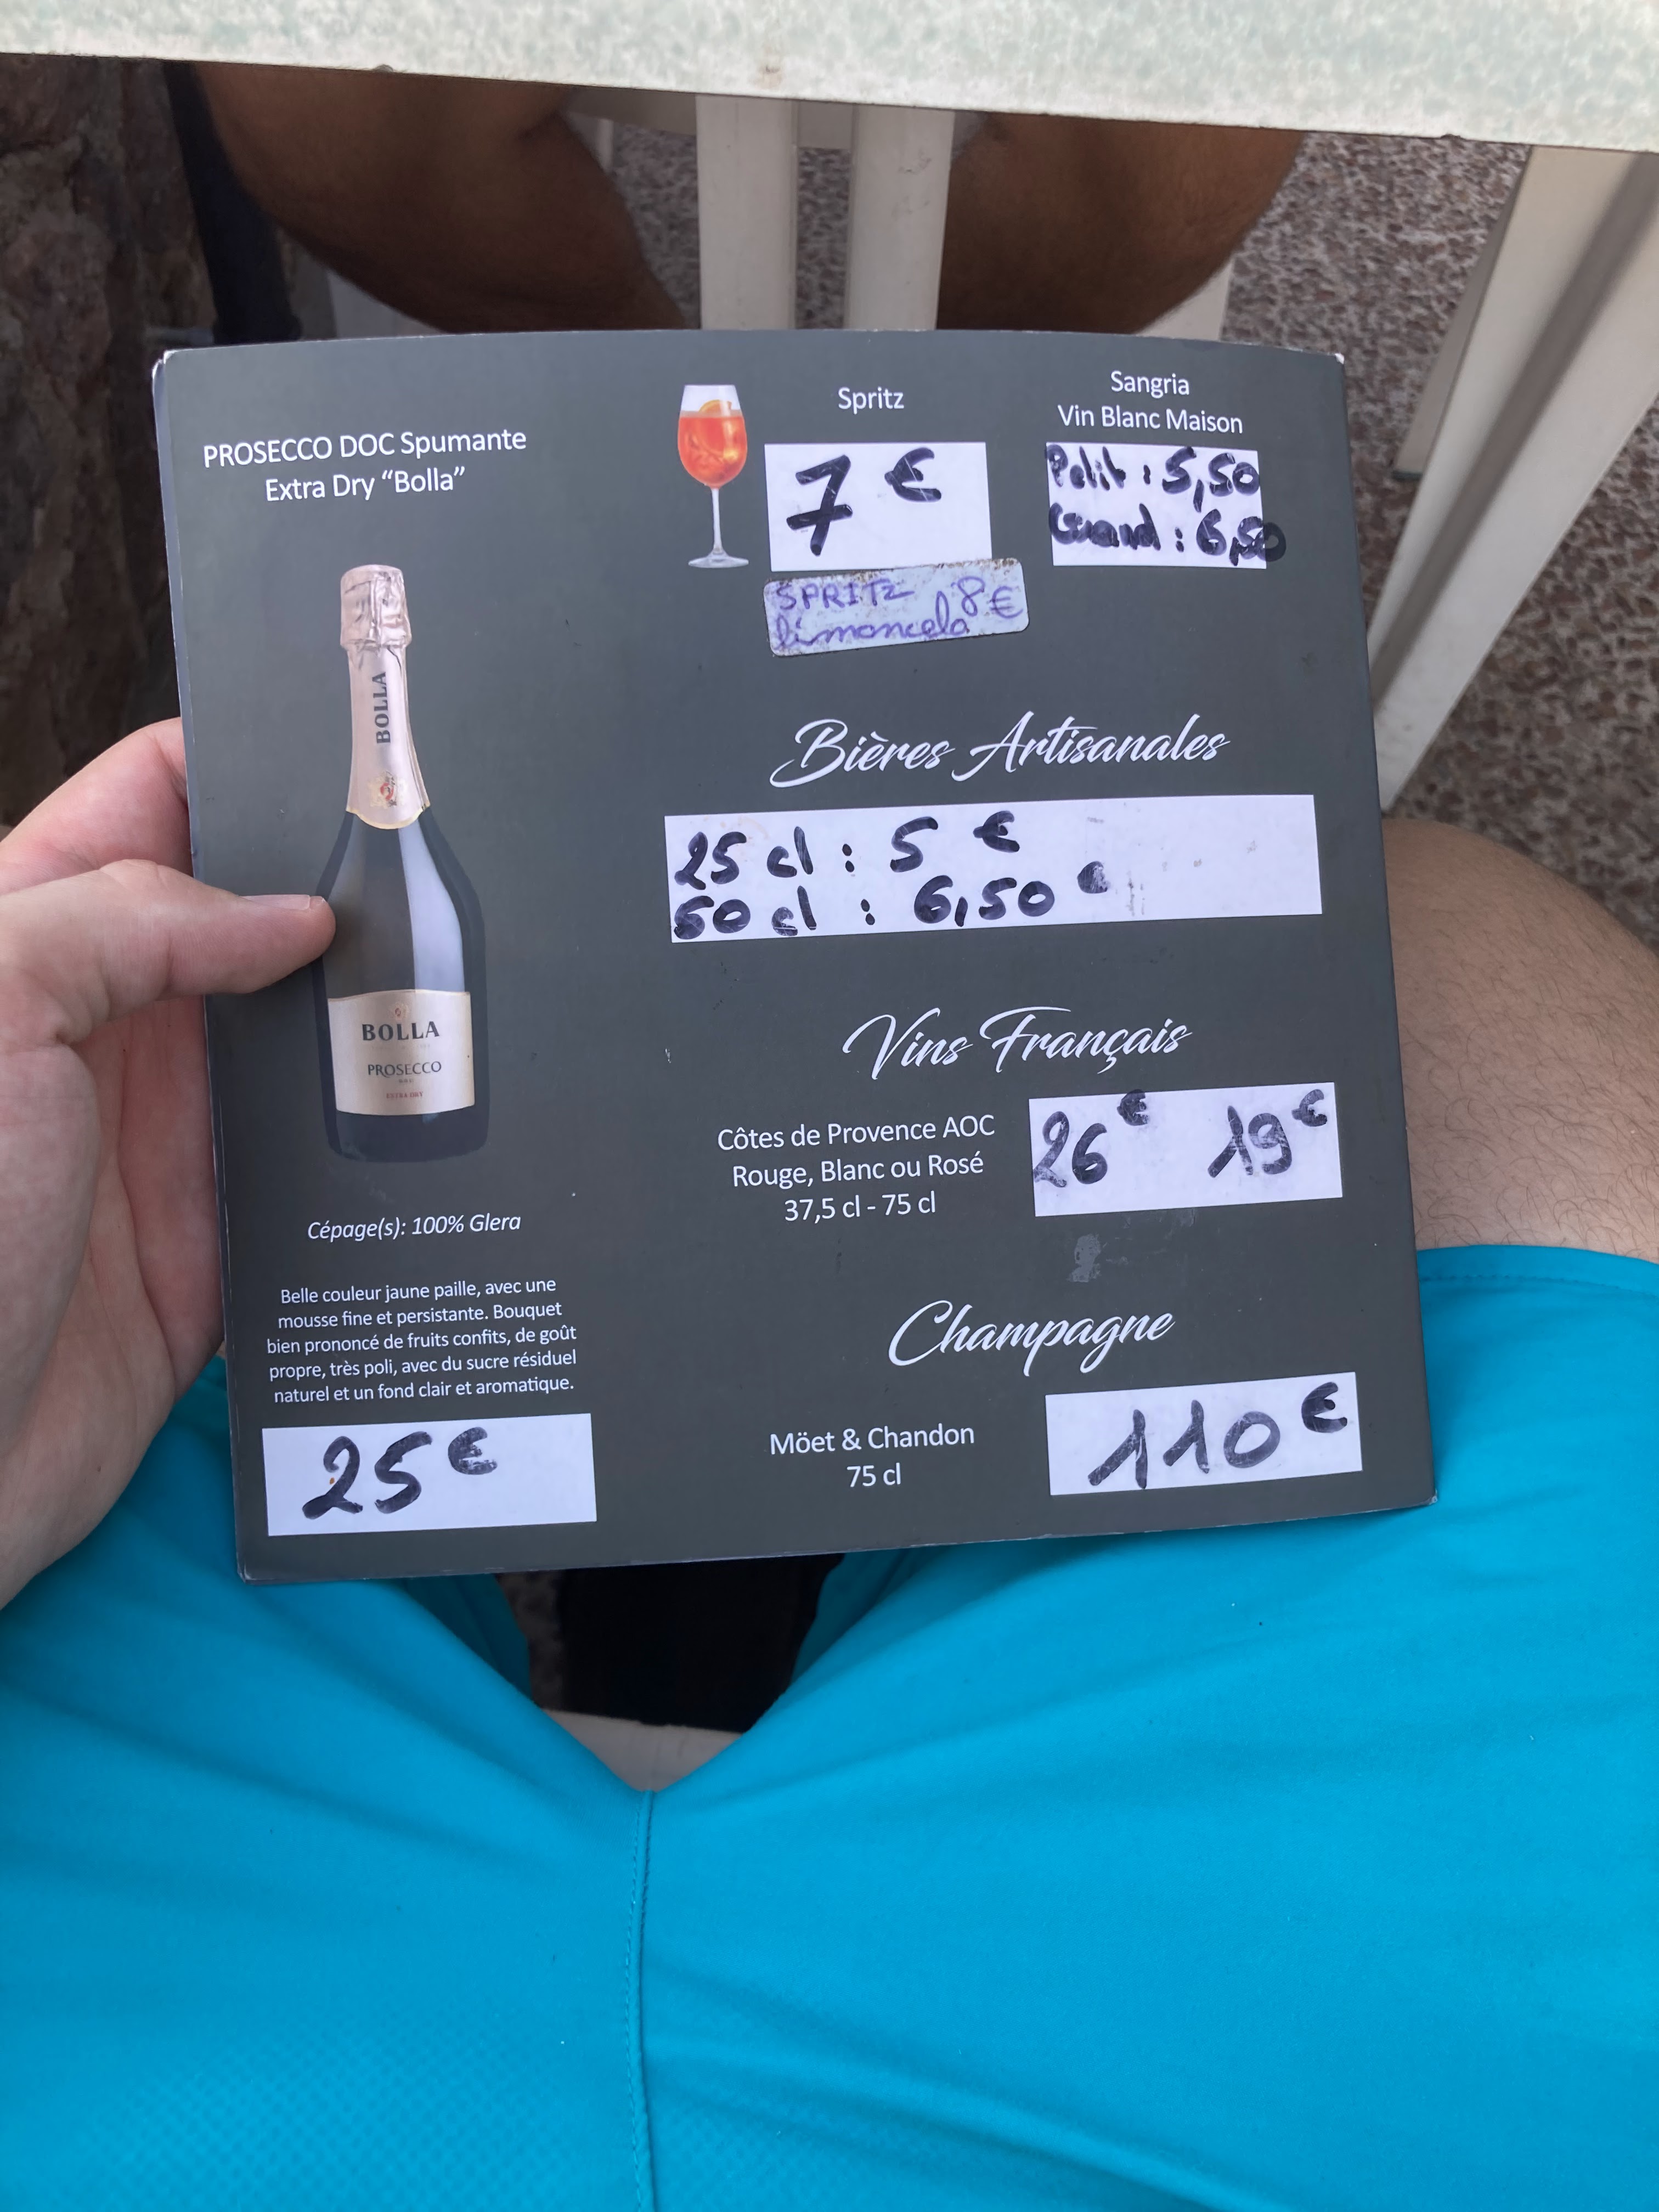 PROSECCO DOC Spumante
Extra Dry “Bolla”
BOLLA
BOLLA
PROSECCO
DOC
EXTRA DRY
Cépage(s): 100% Glera
Belle couleur jaune paille, avec une
mousse fine et persistante. Bouquet
bien prononcé de fruits confits, de goût
propre, très poli, avec du sucre résiduel
naturel et un fond clair et aromatique.
25 €
Spritz
7 €
SPRITZ 8 €
limoncela
Sangria
Vin Blanc Maison
Petit : 5,50
Grand : 6,50
Bières Artisanales
25 cl : 5 €
50 cl : 6,50 €
Vins Français
Côtes de Provence AOC
Rouge, Blanc ou Rosé
37,5 cl - 75 cl
26 € 19 €
Champagne
Möet & Chandon
75 cl
110 €